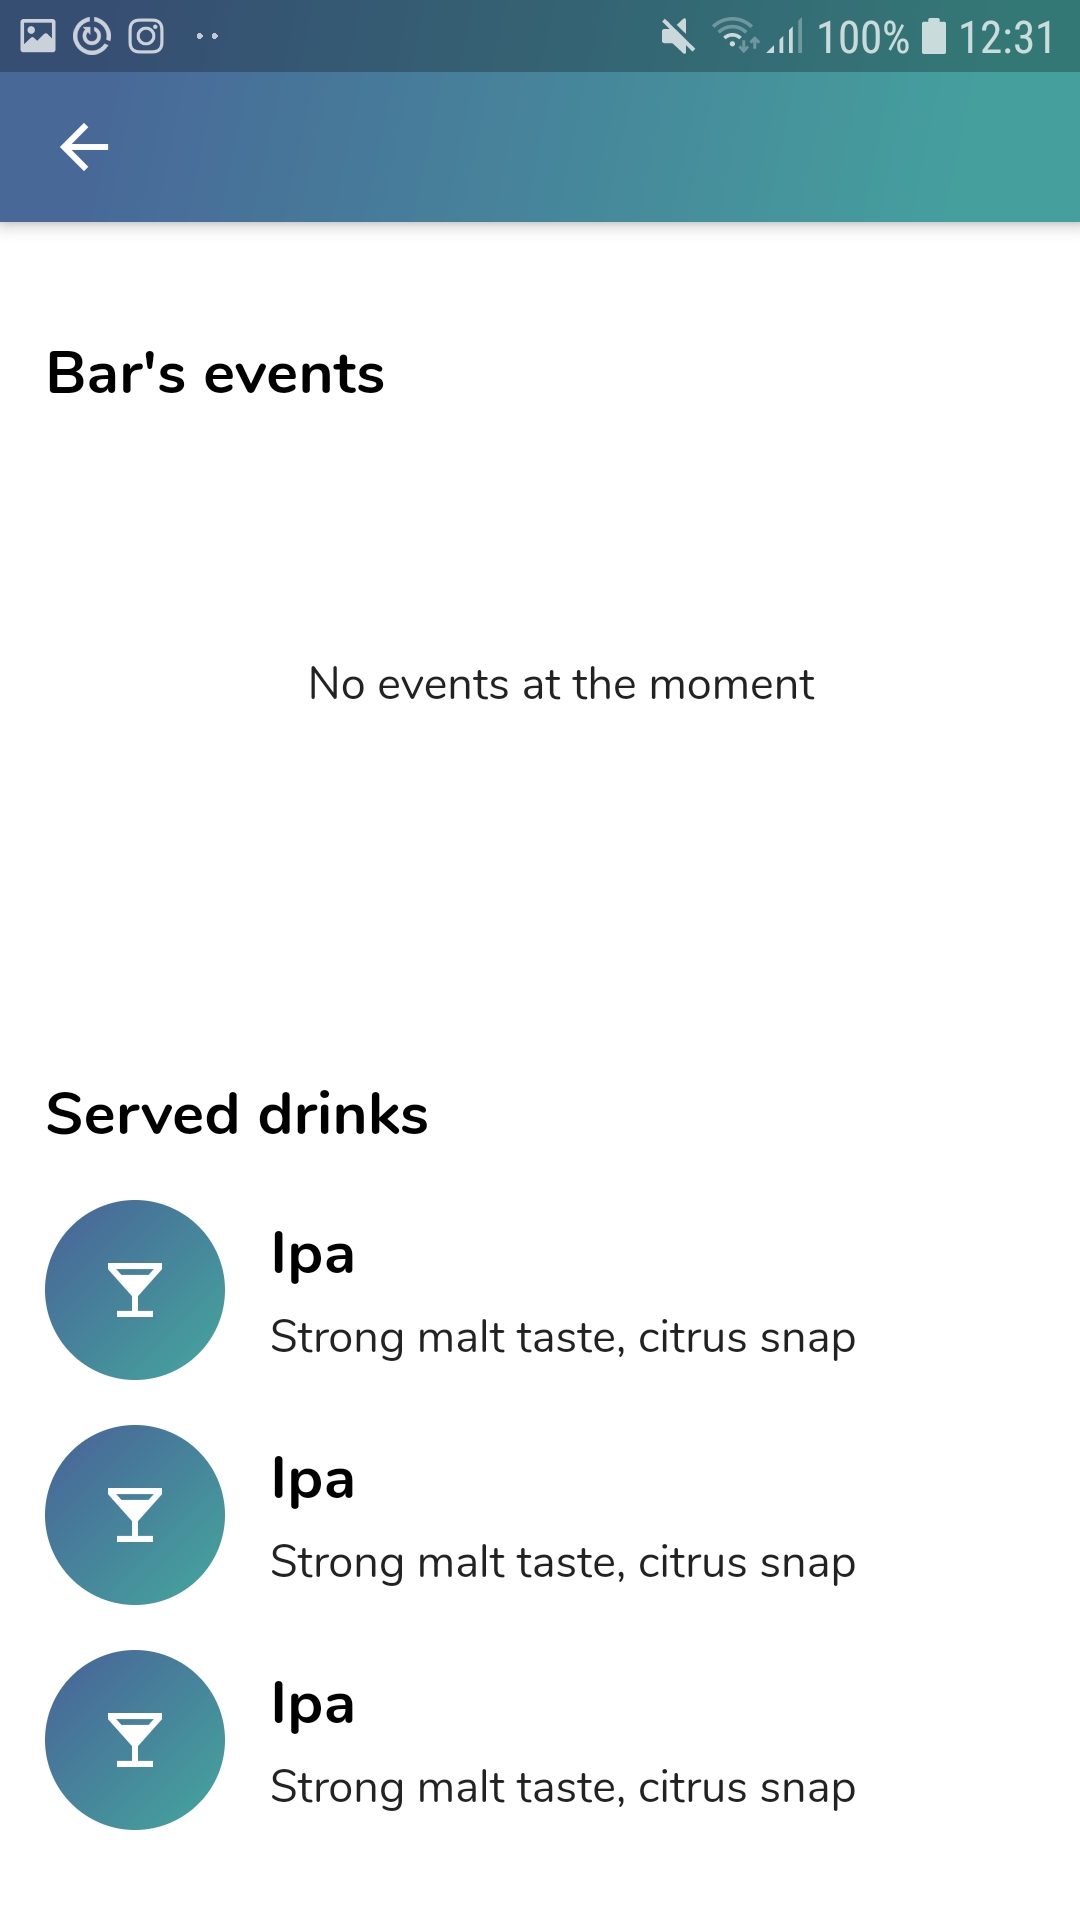 100% 12:31
Bar's events
No events at the moment
Served drinks
Ipa
Strong malt taste, citrus snap
Ipa
Strong malt taste, citrus snap
Ipa
Strong malt taste, citrus snap